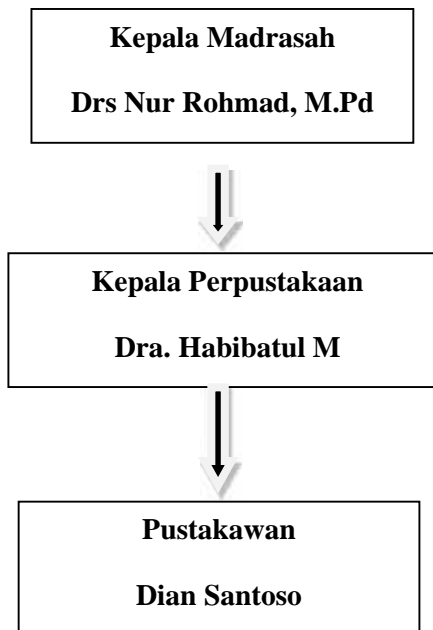 Kepala Madrasah
Drs Nur Rohmad, M.Pd
Kepala Perpustakaan
Dra. Habibatul M
Pustakawan
Dian Santoso